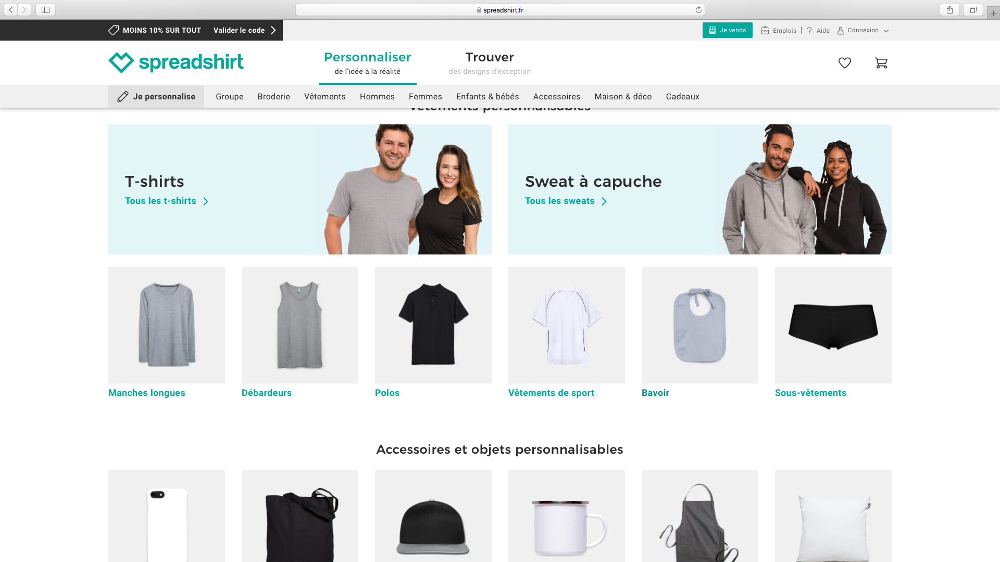 spreadshirt.fr
MOINS 10% SUR TOUT
Valider le code
Je vends
Emplois
Aide
Connexion
spreadshirt
Personnaliser
de l'idée à la réalité
Trouver
des designs d'exception
Je personnalise
Groupe
Broderie
Vêtements
Hommes
Femmes
Enfants & bébés
Accessoires
Maison & déco
Cadeaux
Vêtements personnalisables
T-shirts
Tous les t-shirts
Sweat à capuche
Tous les sweats
Manches longues
Débardeurs
Polos
Vêtements de sport
Bavoir
Sous-vêtements
Accessoires et objets personnalisables